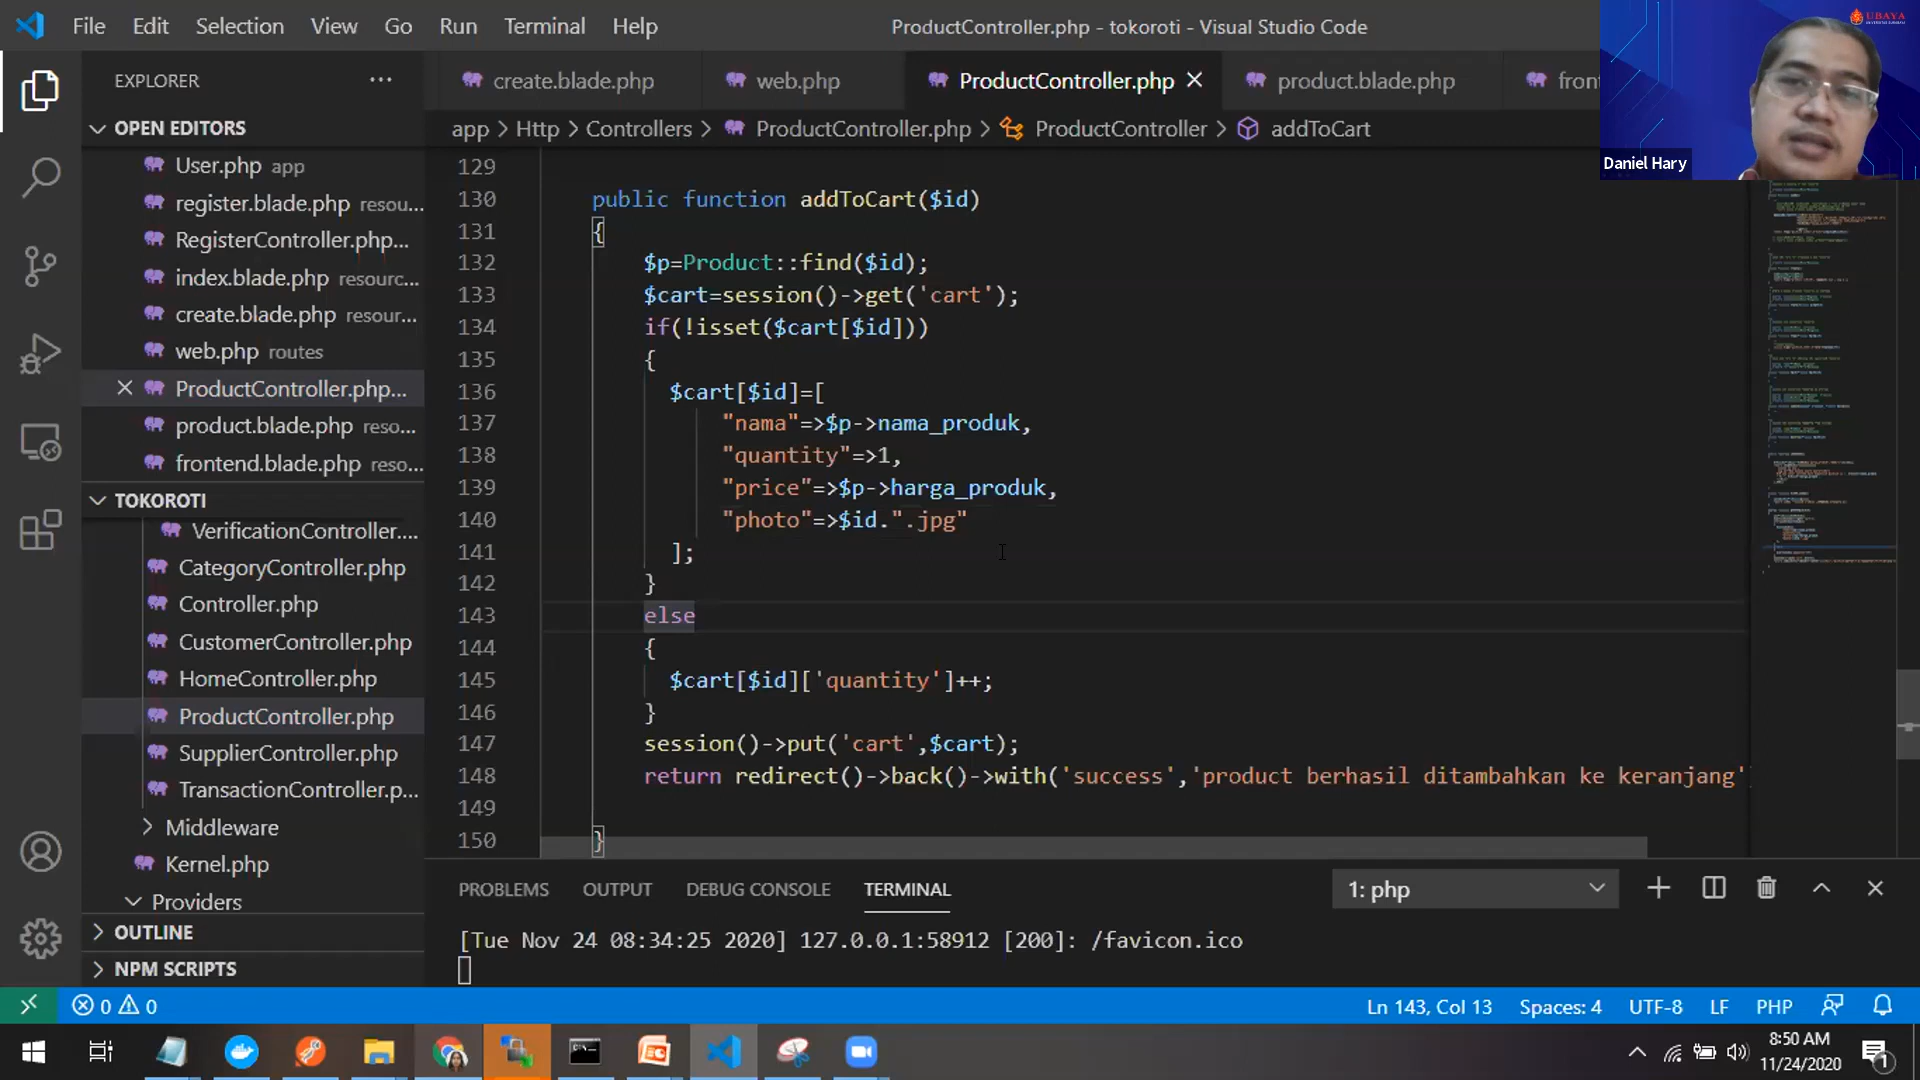 File Edit Selection View Go Run Terminal Help
ProductController.php - tokoroti - Visual Studio Code
UBAYA
EXPLORER
create.blade.php
web.php
ProductController.php
product.blade.php
fron
app > Http > Controllers > ProductController.php > ProductController > addToCart
Daniel Hary
OPEN EDITORS
User.php app
register.blade.php resou...
RegisterController.php...
index.blade.php resourc...
create.blade.php resour...
web.php routes
ProductController.php...
product.blade.php reso...
frontend.blade.php reso...
TOKOROTI
VerificationController....
CategoryController.php
Controller.php
CustomerController.php
HomeController.php
ProductController.php
SupplierController.php
TransactionController.p...
Middleware
Kernel.php
Providers
OUTLINE
NPM SCRIPTS
129
130 public function addToCart($id)
131 {
132 $p=Product::find($id);
133 $cart=session()->get('cart');
134 if(!isset($cart[$id]))
135 {
136 $cart[$id]=[
137 "nama"=>$p->nama_produk,
138 "quantity"=>1,
139 "price"=>$p->harga_produk,
140 "photo"=>$id.".jpg"
141 ];
142 }
143 else
144 {
145 $cart[$id]['quantity']++;
146 }
147 session()->put('cart',$cart);
148 return redirect()->back()->with('success','product berhasil ditambahkan ke keranjang'
149
150 }
PROBLEMS OUTPUT DEBUG CONSOLE TERMINAL
1: php
[Tue Nov 24 08:34:25 2020] 127.0.0.1:58912 [200]: /favicon.ico
0 0
Ln 143, Col 13 Spaces: 4 UTF-8 LF PHP
8:50 AM
11/24/2020
1